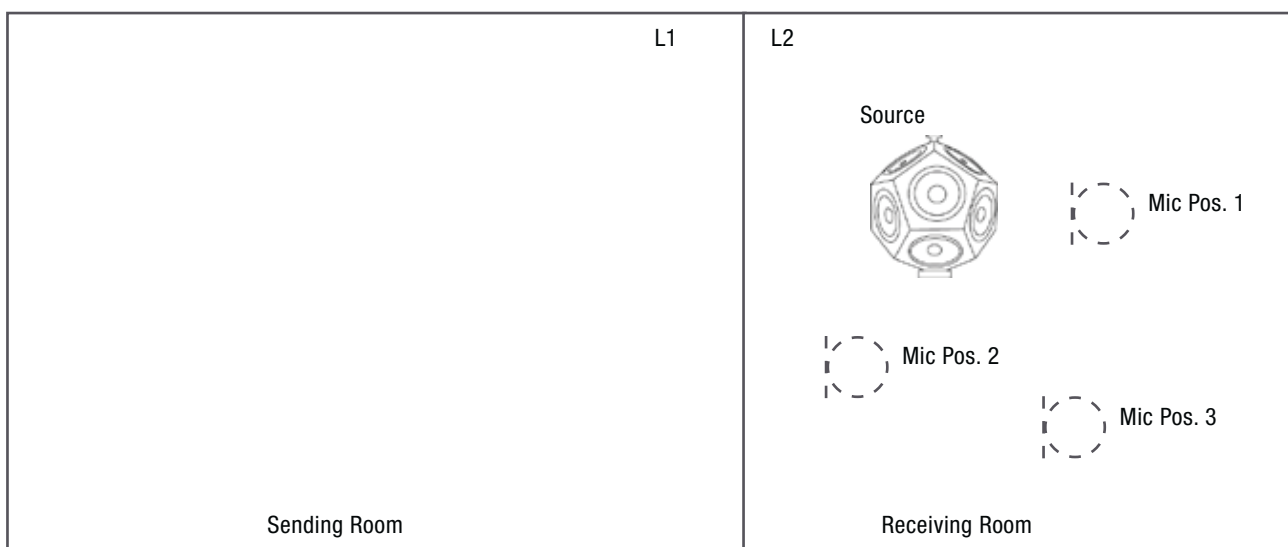 L1
L2
Source
Mic Pos. 1
Mic Pos. 2
Mic Pos. 3
Sending Room
Receiving Room